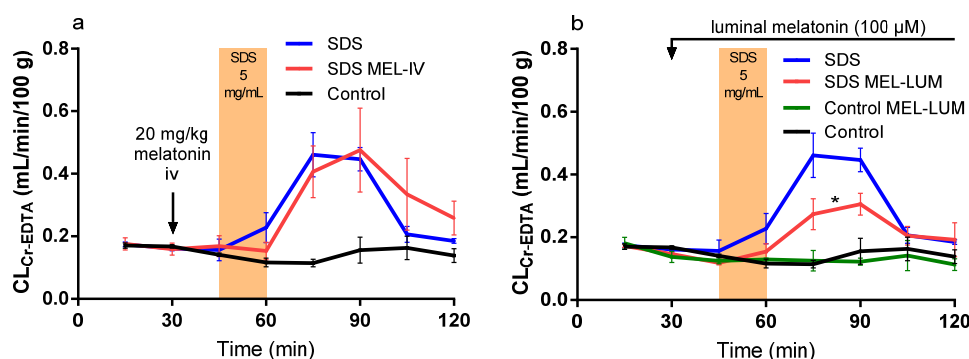 a
CL_Cr-EDTA (mL/min/100 g)
0.8
0.6
0.4
0.2
0.0
0
30
60
90
120
Time (min)
20 mg/kg
melatonin
iv
SDS
5
mg/mL
SDS
SDS MEL-IV
Control
b
luminal melatonin (100 µM)
CL_Cr-EDTA (mL/min/100 g)
0.8
0.6
0.4
0.2
0.0
0
30
60
90
120
Time (min)
SDS
5
mg/mL
SDS
SDS MEL-LUM
Control MEL-LUM
Control
*